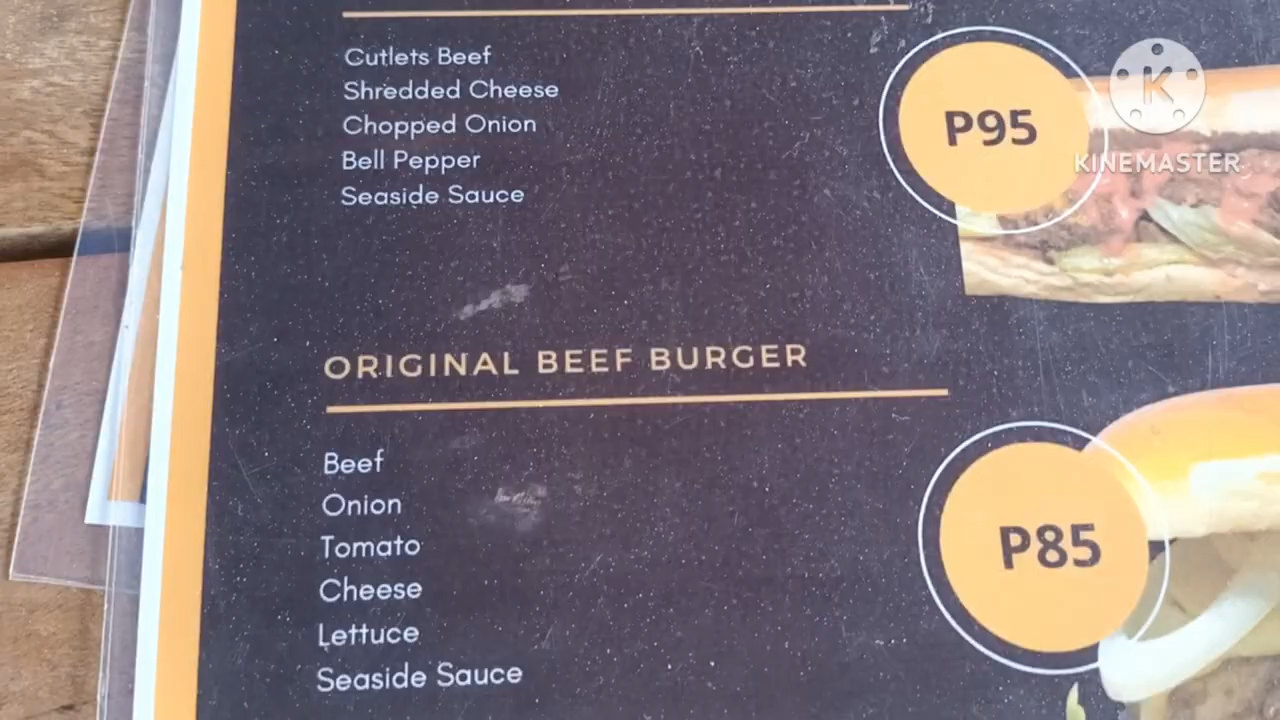 Cutlets Beef
Shredded Cheese
Chopped Onion
Bell Pepper
Seaside Sauce
P95
K
KINEMASTER
ORIGINAL BEEF BURGER
Beef
Onion
Tomato
Cheese
Lettuce
Seaside Sauce
P85